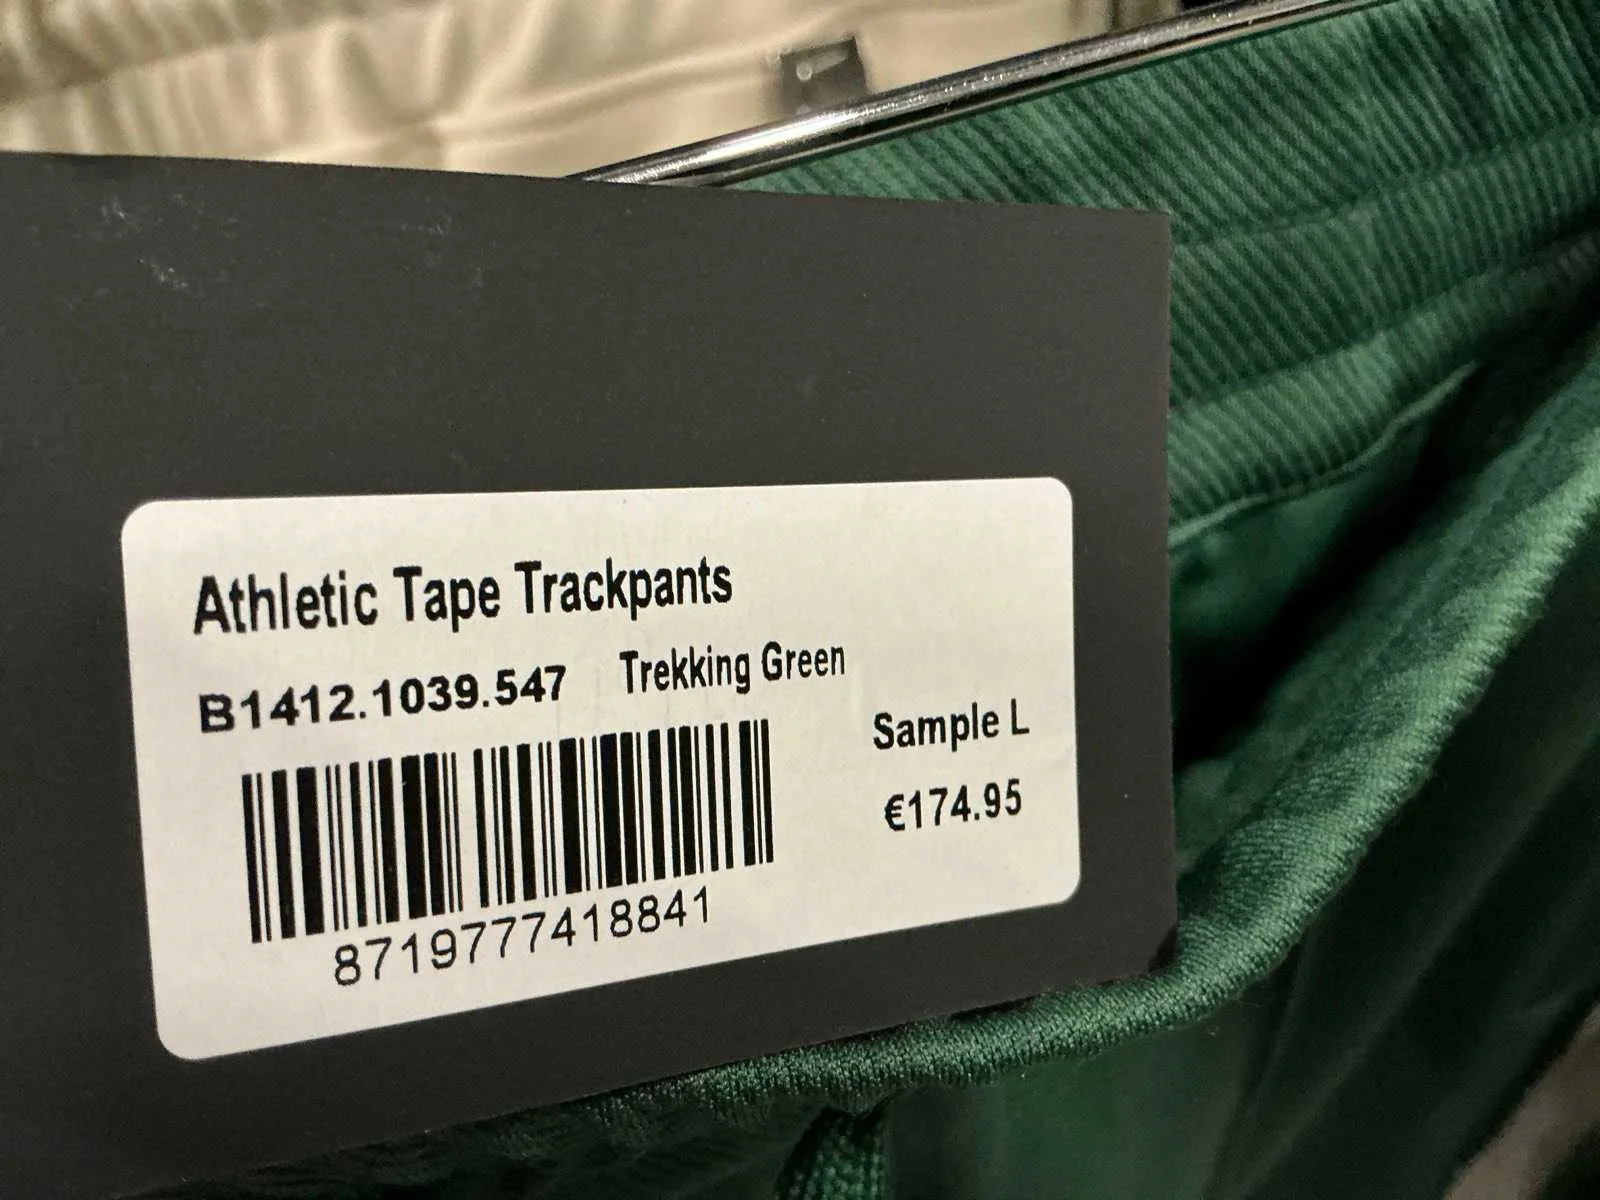 Athletic Tape Trackpants
B1412.1039.547 Trekking Green
Sample L
€174.95
8719777418841